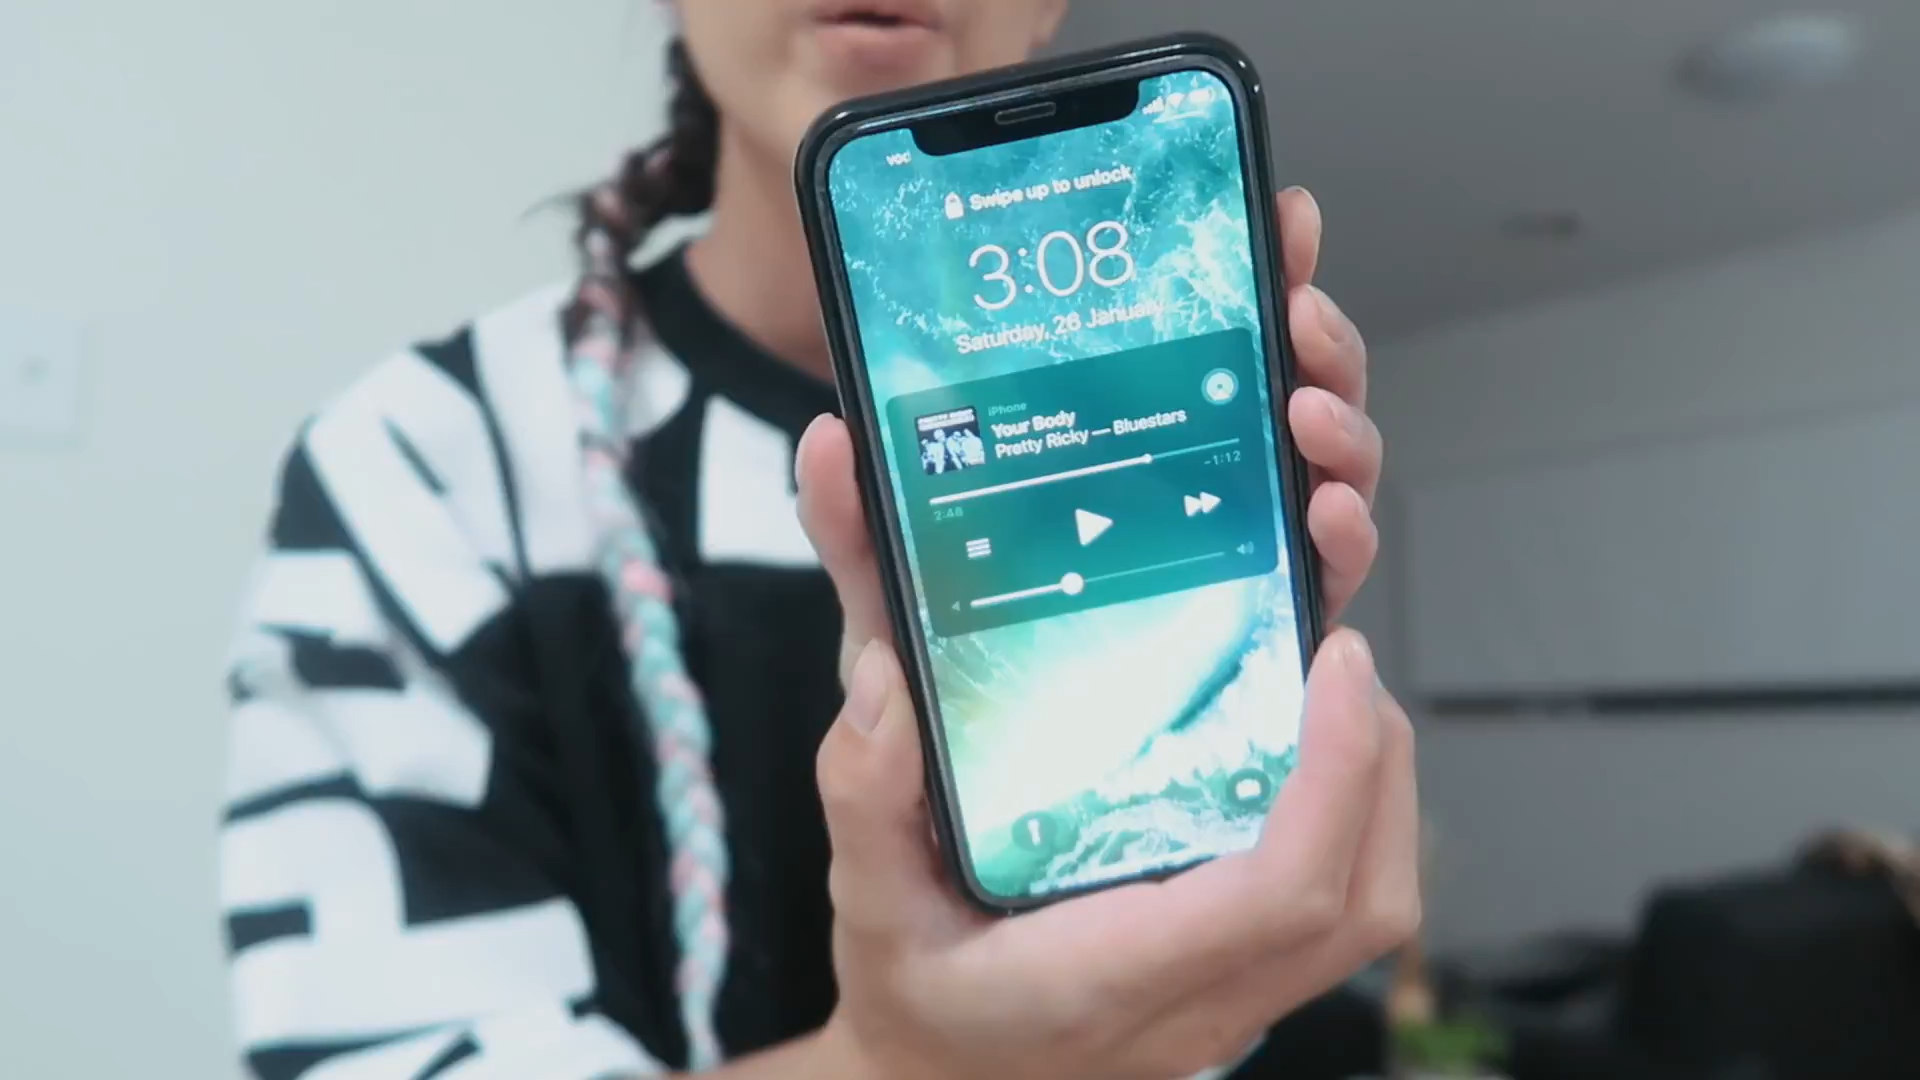 VOD
Swipe up to unlock
3:08
Saturday, 26 January
iPhone
Your Body
Pretty Ricky — Bluestars
-1:12
2:48